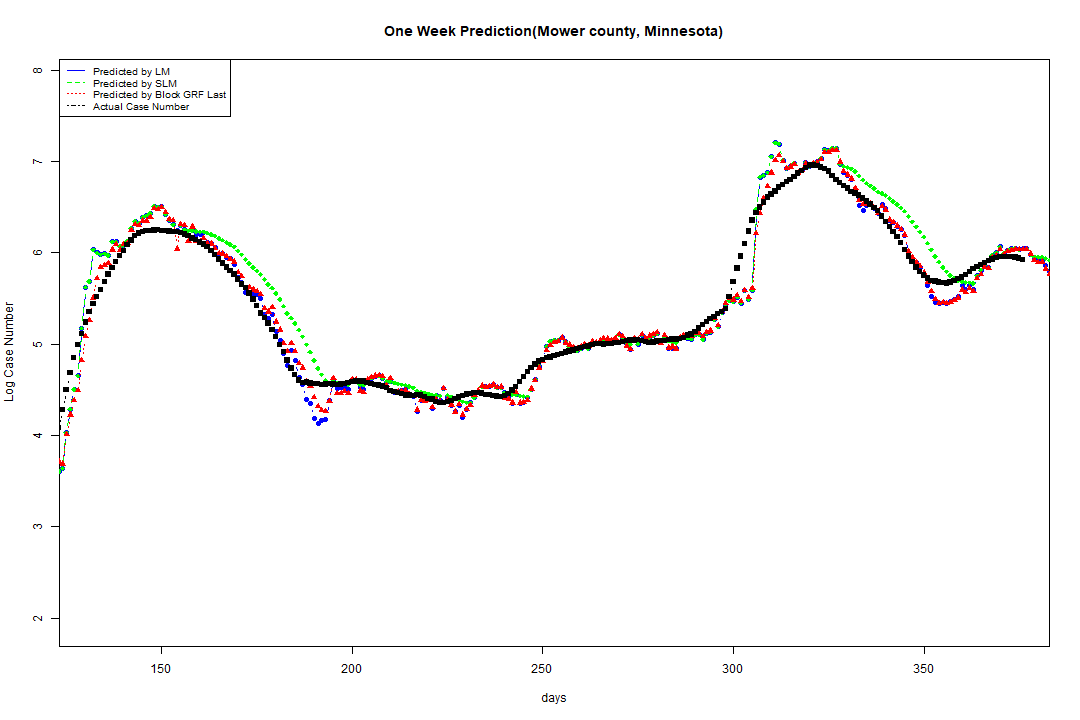 One Week Prediction(Mower county, Minnesota)
Predicted by LM
Predicted by SLM
Predicted by Block GRF Last
Actual Case Number
8
7
6
5
4
3
2
Log Case Number
150 200 250 300 350
days